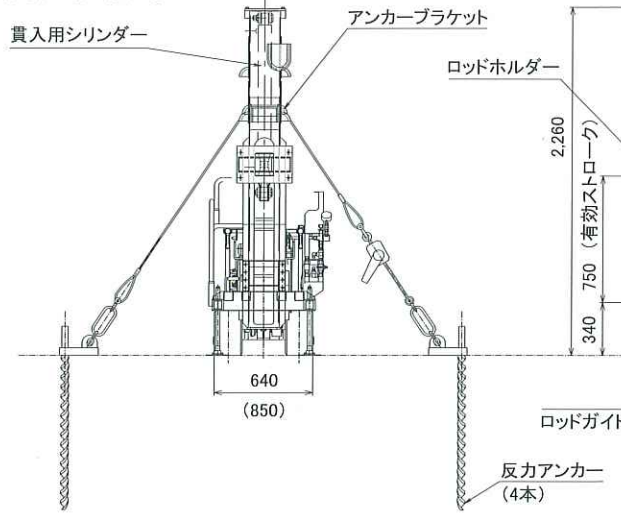 貫入用シリンダー
アンカーブラケット
ロッドホルダー
2,260
750 (有効ストローク)
340
640
(850)
ロッドガイド
反力アンカー
(4本)